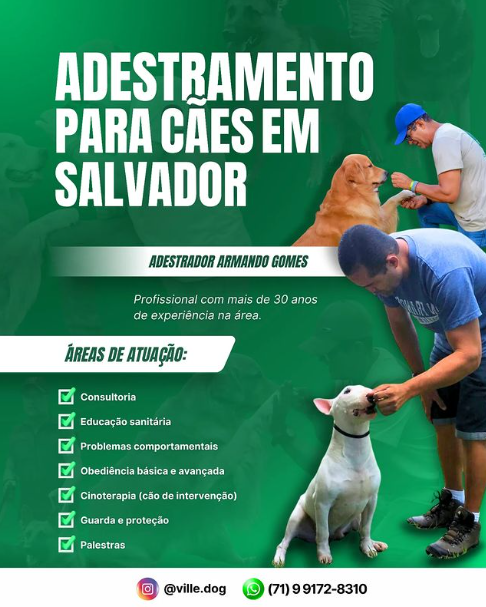 ADESTRAMENTO
PARA CÃES EM
SALVADOR
ADESTRADOR ARMANDO GOMES
Profissional com mais de 30 anos
de experiência na área.
ÁREAS DE ATUAÇÃO:
Consultoria
Educação sanitária
Problemas comportamentais
Obediência básica e avançada
Cinoterapia (cão de intervenção)
Guarda e proteção
Palestras
@ville.dog (71) 9 9172-8310